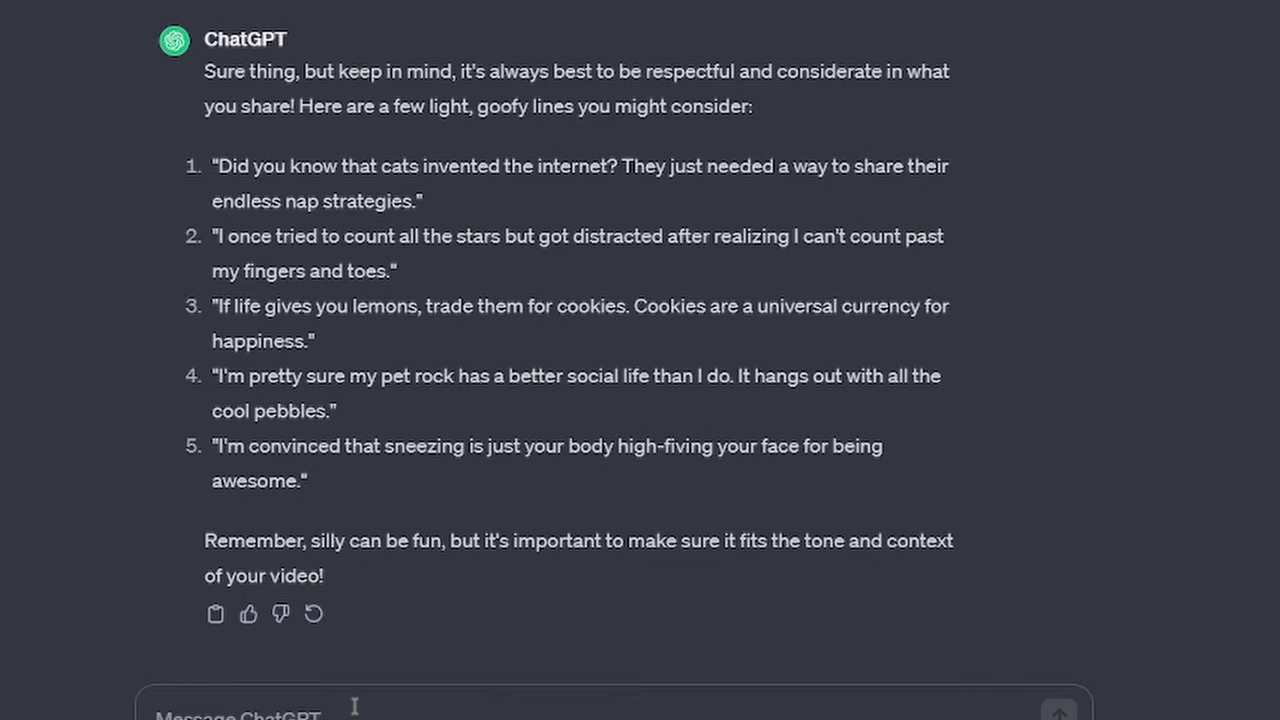 ChatGPT
Sure thing, but keep in mind, it's always best to be respectful and considerate in what
you share! Here are a few light, goofy lines you might consider:
1. "Did you know that cats invented the internet? They just needed a way to share their
endless nap strategies."
2. "I once tried to count all the stars but got distracted after realizing I can't count past
my fingers and toes."
3. "If life gives you lemons, trade them for cookies. Cookies are a universal currency for
happiness."
4. "I'm pretty sure my pet rock has a better social life than I do. It hangs out with all the
cool pebbles."
5. "I'm convinced that sneezing is just your body high-fiving your face for being
awesome."
Remember, silly can be fun, but it's important to make sure it fits the tone and context
of your video!
Message ChatGPT